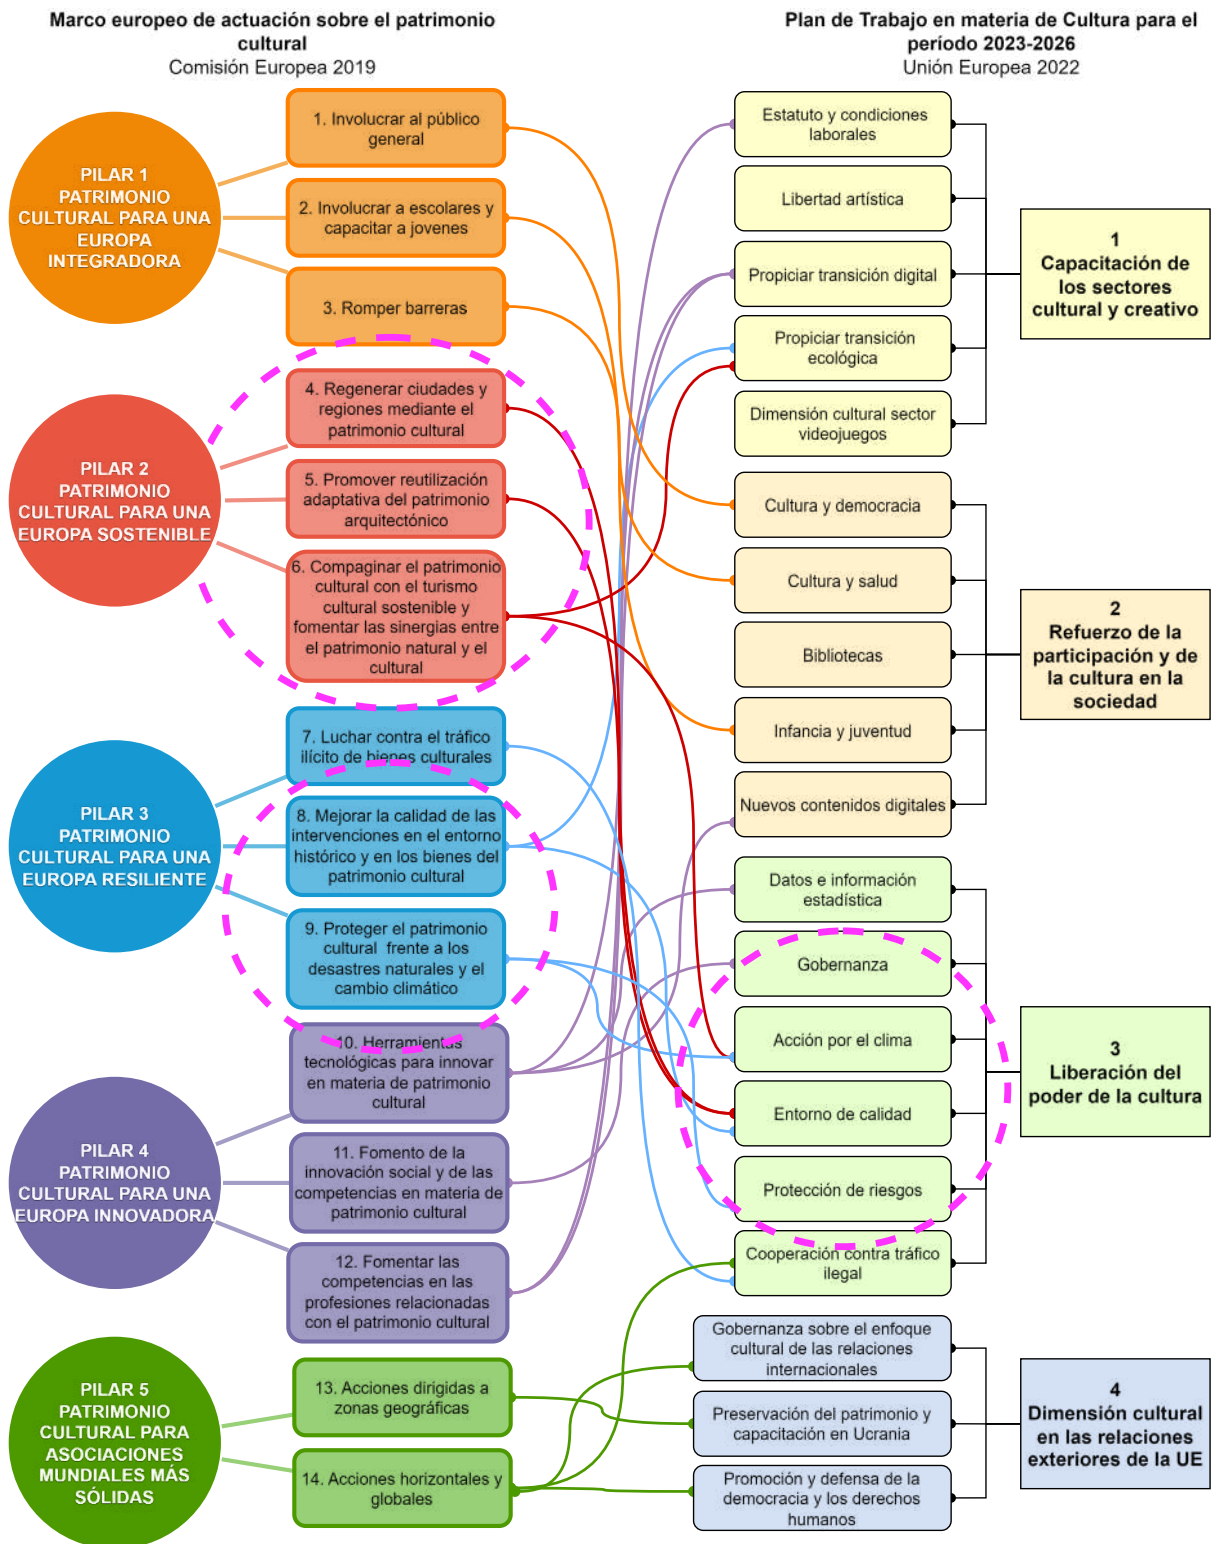 Marco europeo de actuación sobre el patrimonio
cultural
Comisión Europea 2019
PILAR 1
PATRIMONIO
CULTURAL PARA UNA
EUROPA
INTEGRADORA
1. Involucrar al público
general
2. Involucrar a escolares y
capacitar a jovenes
3. Romper barreras
PILAR 2
PATRIMONIO
CULTURAL PARA UNA
EUROPA SOSTENIBLE
4. Regenerar ciudades y
regiones mediante el
patrimonio cultural
5. Promover reutilización
adaptativa del patrimonio
arquitectónico
6. Compaginar el patrimonio
cultural con el turismo
cultural sostenible y
fomentar las sinergias entre
el patrimonio natural y el
cultural
PILAR 3
PATRIMONIO
CULTURAL PARA UNA
EUROPA RESILIENTE
7. Luchar contra el tráfico
ilícito de bienes culturales
8. Mejorar la calidad de las
intervenciones en el entorno
histórico y en los bienes del
patrimonio cultural
9. Proteger el patrimonio
cultural frente a los
desastres naturales y el
cambio climático
PILAR 4
PATRIMONIO
CULTURAL PARA UNA
EUROPA INNOVADORA
10. Herramientas
tecnológicas para innovar
en materia de patrimonio
cultural
11. Fomento de la
innovación social y de las
competencias en materia de
patrimonio cultural
12. Fomentar las
competencias en las
profesiones relacionadas
con el patrimonio cultural
PILAR 5
PATRIMONIO
CULTURAL PARA
ASOCIACIONES
MUNDIALES MÁS
SÓLIDAS
13. Acciones dirigidas a
zonas geográficas
14. Acciones horizontales y
globales
Plan de Trabajo en materia de Cultura para el
período 2023-2026
Unión Europea 2022
Estatuto y condiciones
laborales
Libertad artística
Propiciar transición digital
Propiciar transición
ecológica
Dimensión cultural sector
videojuegos
1
Capacitación de
los sectores
cultural y creativo
Cultura y democracia
Cultura y salud
Bibliotecas
Infancia y juventud
Nuevos contenidos digitales
2
Refuerzo de la
participación y de
la cultura en la
sociedad
Datos e información
estadística
Gobernanza
Acción por el clima
Entorno de calidad
Protección de riesgos
Cooperación contra tráfico
ilegal
3
Liberación del
poder de la cultura
Gobernanza sobre el enfoque
cultural de las relaciones
internacionales
Preservación del patrimonio y
capacitación en Ucrania
Promoción y defensa de la
democracia y los derechos
humanos
4
Dimensión cultural
en las relaciones
exteriores de la UE